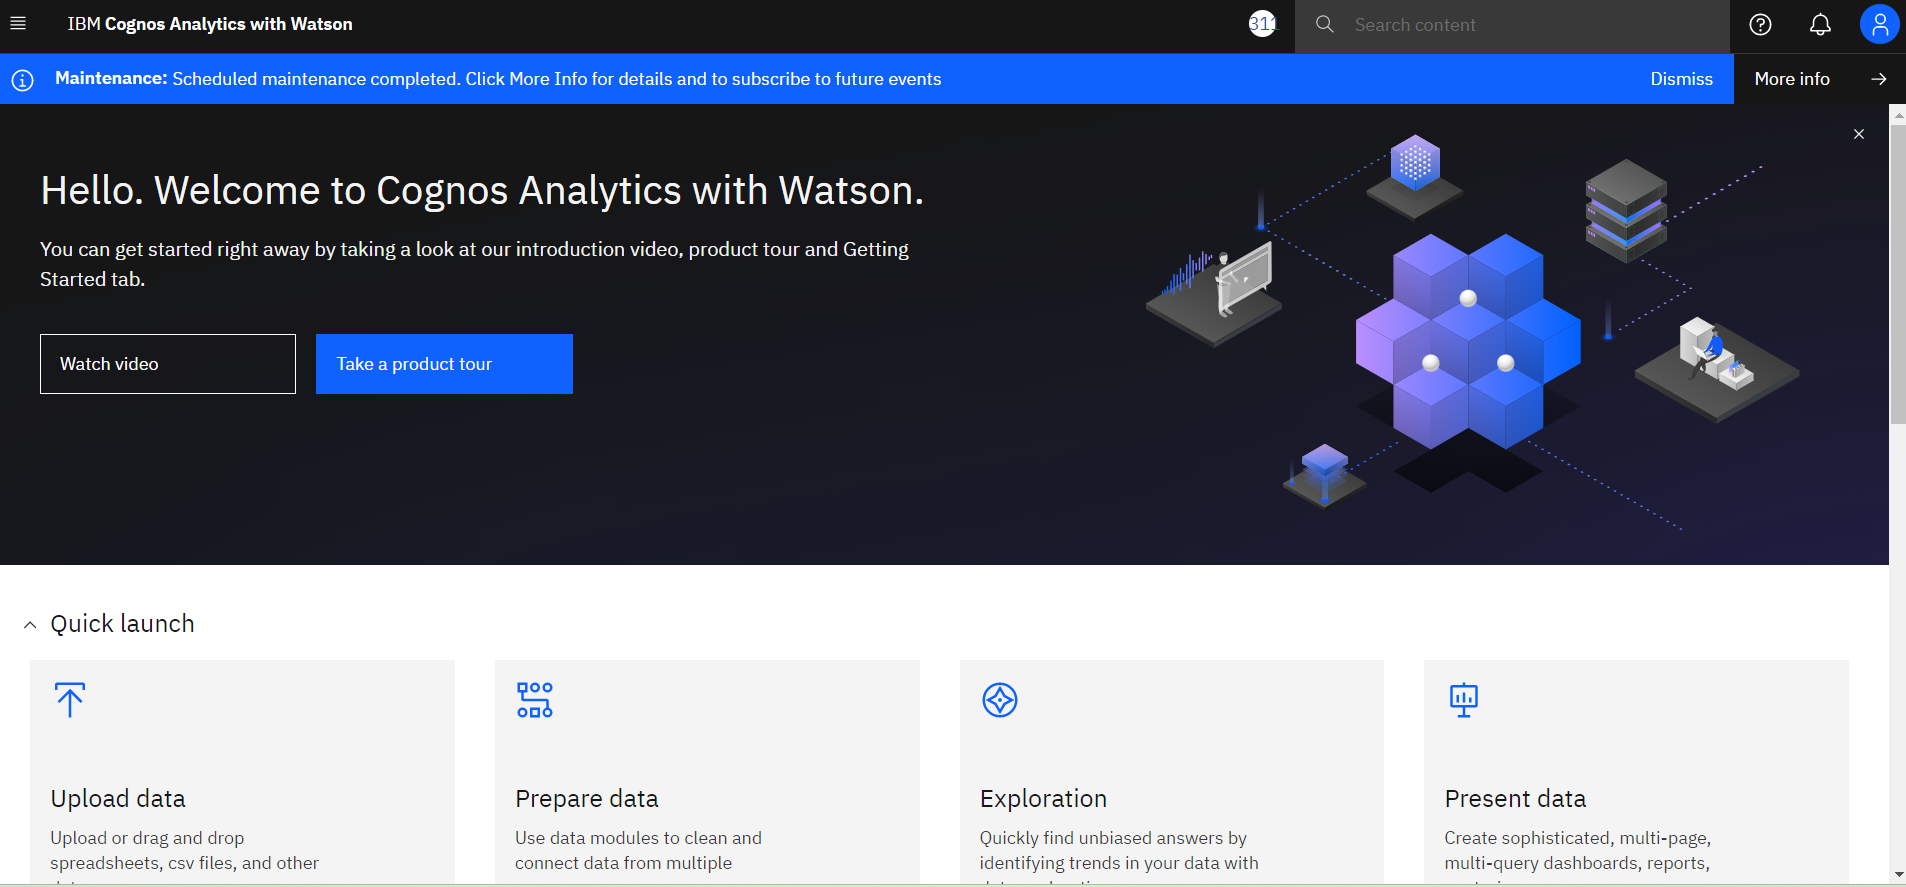 IBM Cognos Analytics with Watson
311
Search content
Maintenance: Scheduled maintenance completed. Click More Info for details and to subscribe to future events
Dismiss
More info
Hello. Welcome to Cognos Analytics with Watson.
You can get started right away by taking a look at our introduction video, product tour and Getting
Started tab.
Watch video
Take a product tour
Quick launch
Upload data
Upload or drag and drop
spreadsheets, csv files, and other
Prepare data
Use data modules to clean and
connect data from multiple
Exploration
Quickly find unbiased answers by
identifying trends in your data with
Present data
Create sophisticated, multi-page,
multi-query dashboards, reports,